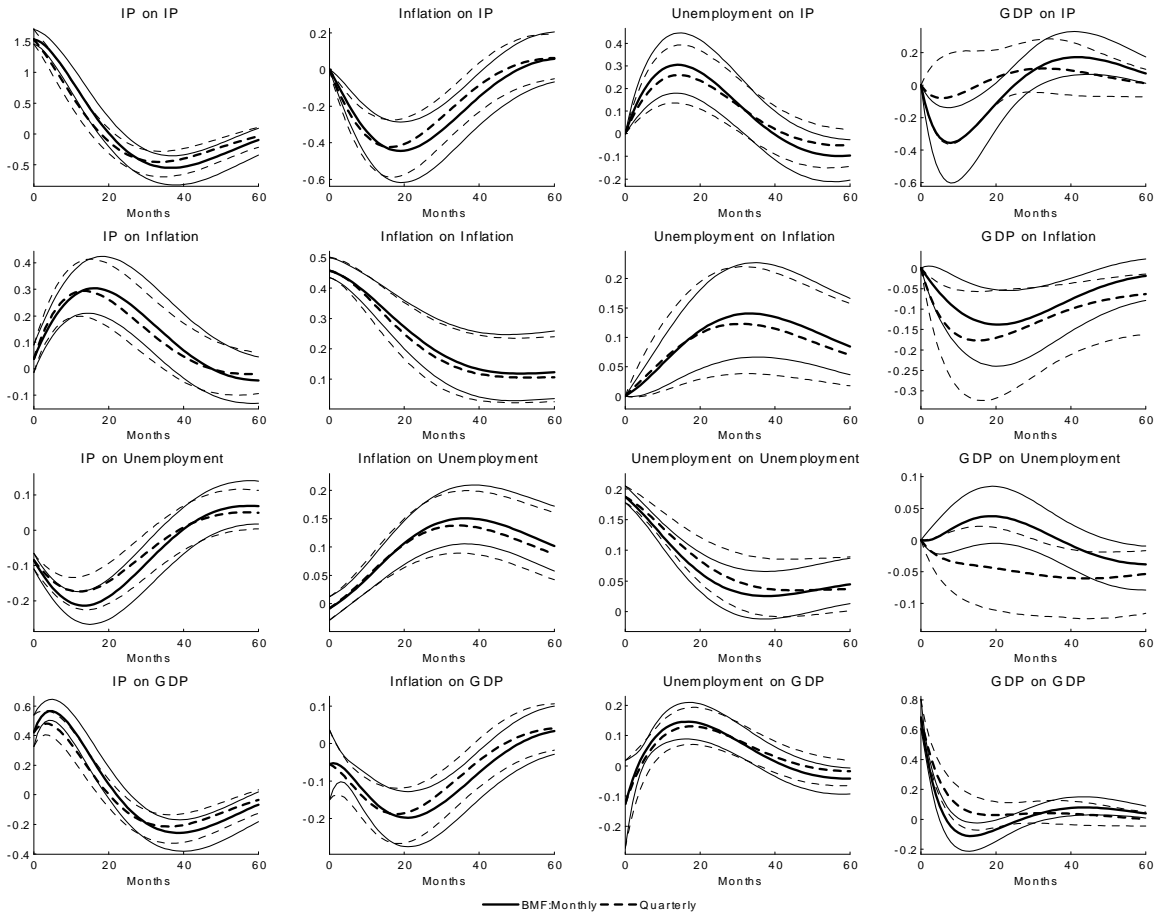 IP on IP
Inflation on IP
Unemployment on IP
GDP on IP
1.5
1
0.5
0
-0.5
0.2
0
-0.2
-0.4
-0.6
0.4
0.3
0.2
0.1
0
-0.1
-0.2
0.2
0
-0.2
-0.4
-0.6
0 20 40 60
0 20 40 60
0 20 40 60
0 20 40 60
Months
Months
Months
Months
IP on Inflation
Inflation on Inflation
Unemployment on Inflation
GDP on Inflation
0.4
0.3
0.2
0.1
0
-0.1
0.5
0.4
0.3
0.2
0.1
0.2
0.15
0.1
0.05
0
0
-0.05
-0.1
-0.15
-0.2
-0.25
-0.3
0 20 40 60
0 20 40 60
0 20 40 60
0 20 40 60
Months
Months
Months
Months
IP on Unemployment
Inflation on Unemployment
Unemployment on Unemployment
GDP on Unemployment
0.1
0
-0.1
-0.2
0.2
0.15
0.1
0.05
0
0.2
0.15
0.1
0.05
0
0.1
0.05
0
-0.05
-0.1
0 20 40 60
0 20 40 60
0 20 40 60
0 20 40 60
Months
Months
Months
Months
IP on GDP
Inflation on GDP
Unemployment on GDP
GDP on GDP
0.6
0.4
0.2
0
-0.2
-0.4
0.1
0
-0.1
-0.2
0.2
0.1
0
-0.1
-0.2
0.8
0.6
0.4
0.2
0
-0.2
0 20 40 60
0 20 40 60
0 20 40 60
0 20 40 60
Months
Months
Months
Months
BMF:Monthly Quarterly